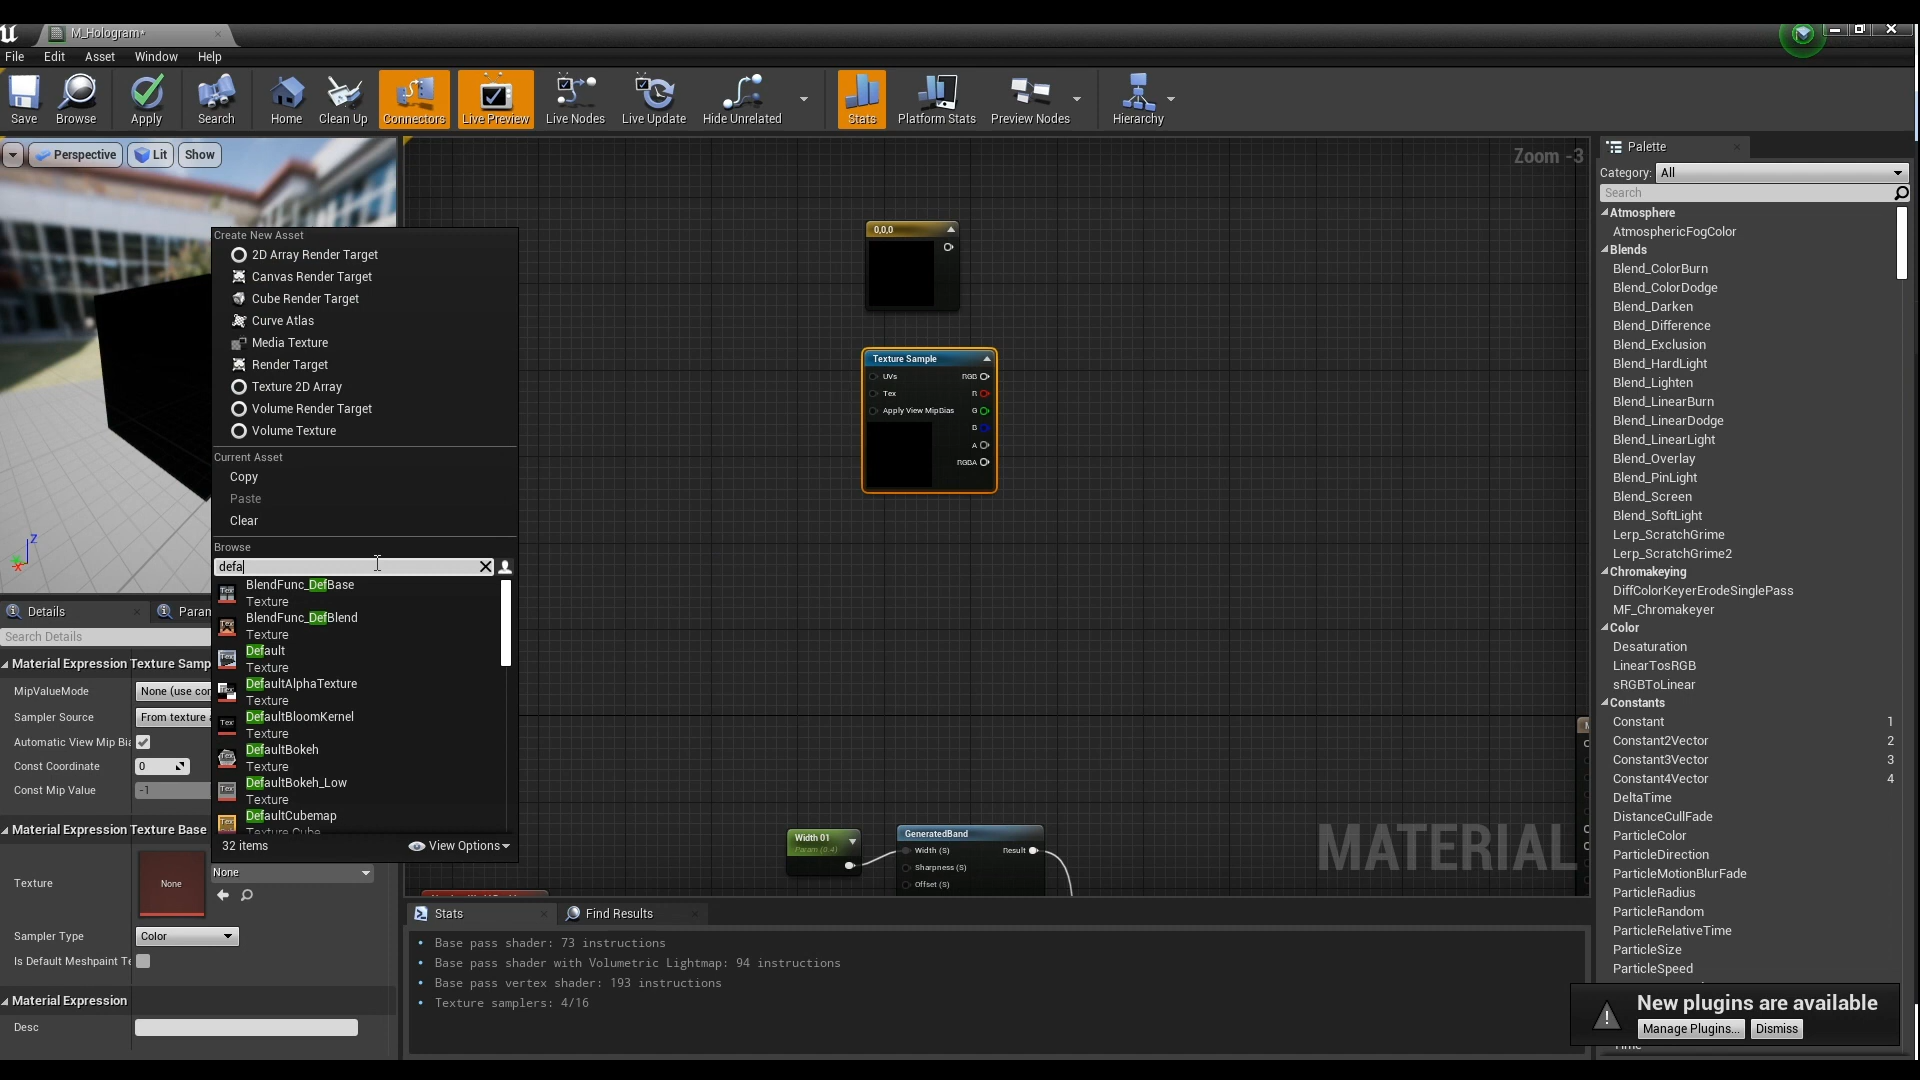 M_Hologram*
File Edit Asset Window Help
Save Browse Apply Search Home Clean Up Connectors Live Preview Live Nodes Live Update Hide Unrelated Stats Platform Stats Preview Nodes Hierarchy
Perspective Lit Show
Zoom -3
Create New Asset
2D Array Render Target
Canvas Render Target
Cube Render Target
Curve Atlas
Media Texture
Render Target
Texture 2D Array
Volume Render Target
Volume Texture
Current Asset
Copy
Paste
Clear
Browse
defa
BlendFunc_DefBase
Texture
BlendFunc_DefBlend
Texture
Default
Texture
DefaultAlphaTexture
Texture
DefaultBloomKernel
Texture
DefaultBokeh
Texture
DefaultBokeh_Low
Texture
DefaultCubemap
Texture Cube
32 items View Options
Z
X
Details
Param
Search Details
Material Expression Texture Samp
MipValueMode None (use cor
Sampler Source From texture a
Automatic View Mip Bia
Const Coordinate 0
Const Mip Value -1
Material Expression Texture Base
Texture None None
Sampler Type Color
Is Default Meshpaint Te
Material Expression
Desc
0,0,0
Texture Sample
UVs RGB
Tex R
Apply View MipBias G
B
A
RGBA
Width 01
Param (0.4)
GeneratedBand
Width (S) Result
Sharpness (S)
Offset (S)
MATERIAL
Stats Find Results
• Base pass shader: 73 instructions
• Base pass shader with Volumetric Lightmap: 94 instructions
• Base pass vertex shader: 193 instructions
• Texture samplers: 4/16
Palette
Category: All
Search
Atmosphere
AtmosphericFogColor
Blends
Blend_ColorBurn
Blend_ColorDodge
Blend_Darken
Blend_Difference
Blend_Exclusion
Blend_HardLight
Blend_Lighten
Blend_LinearBurn
Blend_LinearDodge
Blend_LinearLight
Blend_Overlay
Blend_PinLight
Blend_Screen
Blend_SoftLight
Lerp_ScratchGrime
Lerp_ScratchGrime2
Chromakeying
DiffColorKeyerErodeSinglePass
MF_Chromakeyer
Color
Desaturation
LinearTosRGB
sRGBToLinear
Constants
Constant 1
Constant2Vector 2
Constant3Vector 3
Constant4Vector 4
DeltaTime
DistanceCullFade
ParticleColor
ParticleDirection
ParticleMotionBlurFade
ParticleRadius
ParticleRandom
ParticleRelativeTime
ParticleSize
ParticleSpeed
New plugins are available
Manage Plugins... Dismiss